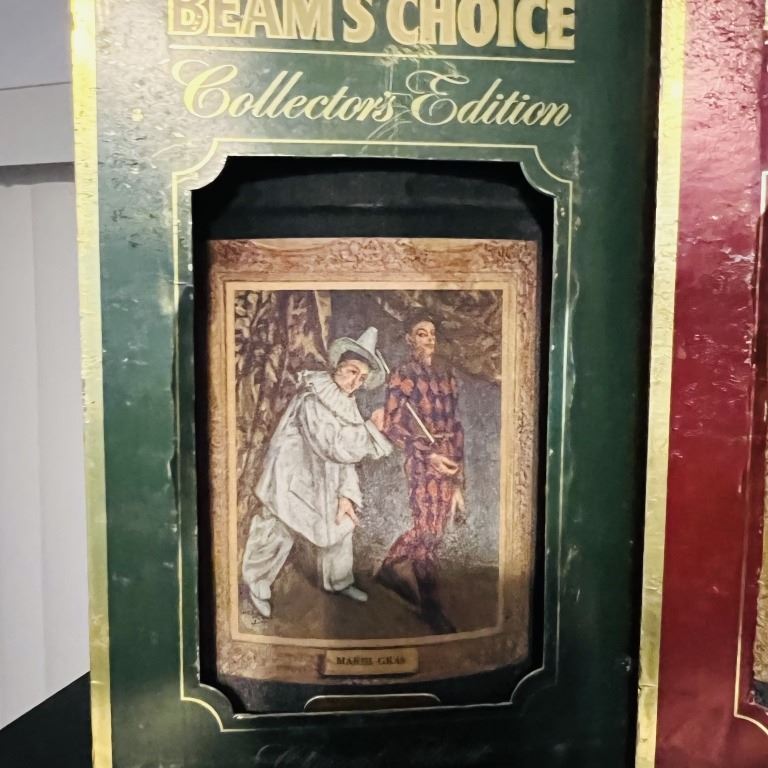 BEAM'S CHOICE
Collector's Edition
MARDI GRAS